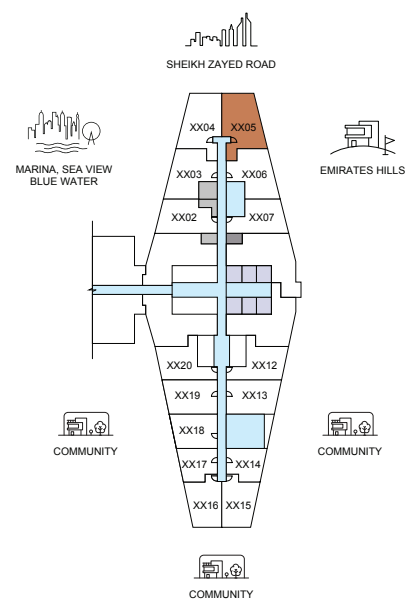 SHEIKH ZAYED ROAD
XX04 XX05
MARINA, SEA VIEW
BLUE WATER
EMIRATES HILLS
XX03 XX06
XX02 XX07
XX20 XX12
XX19 XX13
XX18
COMMUNITY
COMMUNITY
XX17 XX14
XX16 XX15
COMMUNITY